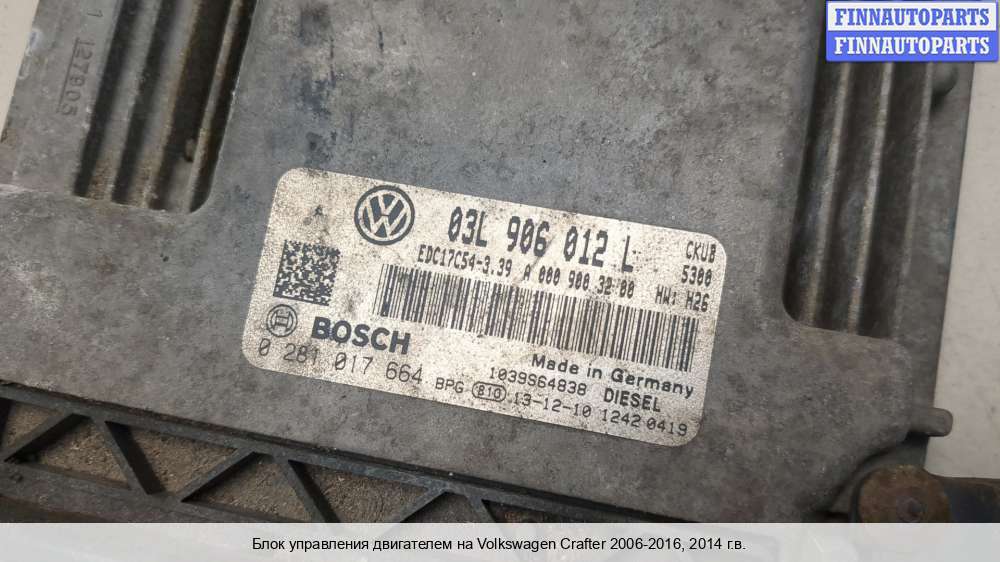 FINNAUTOPARTS
FINNAUTOPARTS
1 127905
A
03L 906 012 L
CKUB
5300
EDC17C54-3.39 A 000 900 32 00 HW: H26
BOSCH
0 281 017 664
Made in Germany
1039S64838 DIESEL
BPG 810 13-12-10 1242 0419
Блок управления двигателем на Volkswagen Crafter 2006-2016, 2014 г.в.